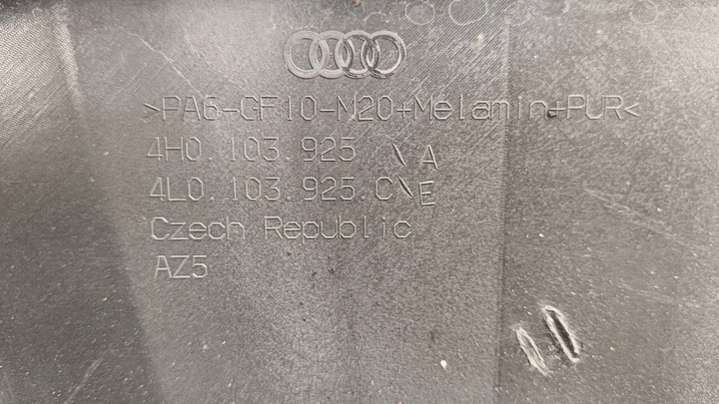 >PA6-GF10-M20+Melamin+PUR<
4H0.103.925 \ A
4L0.103.925.C\E
Czech Republic
AZ5